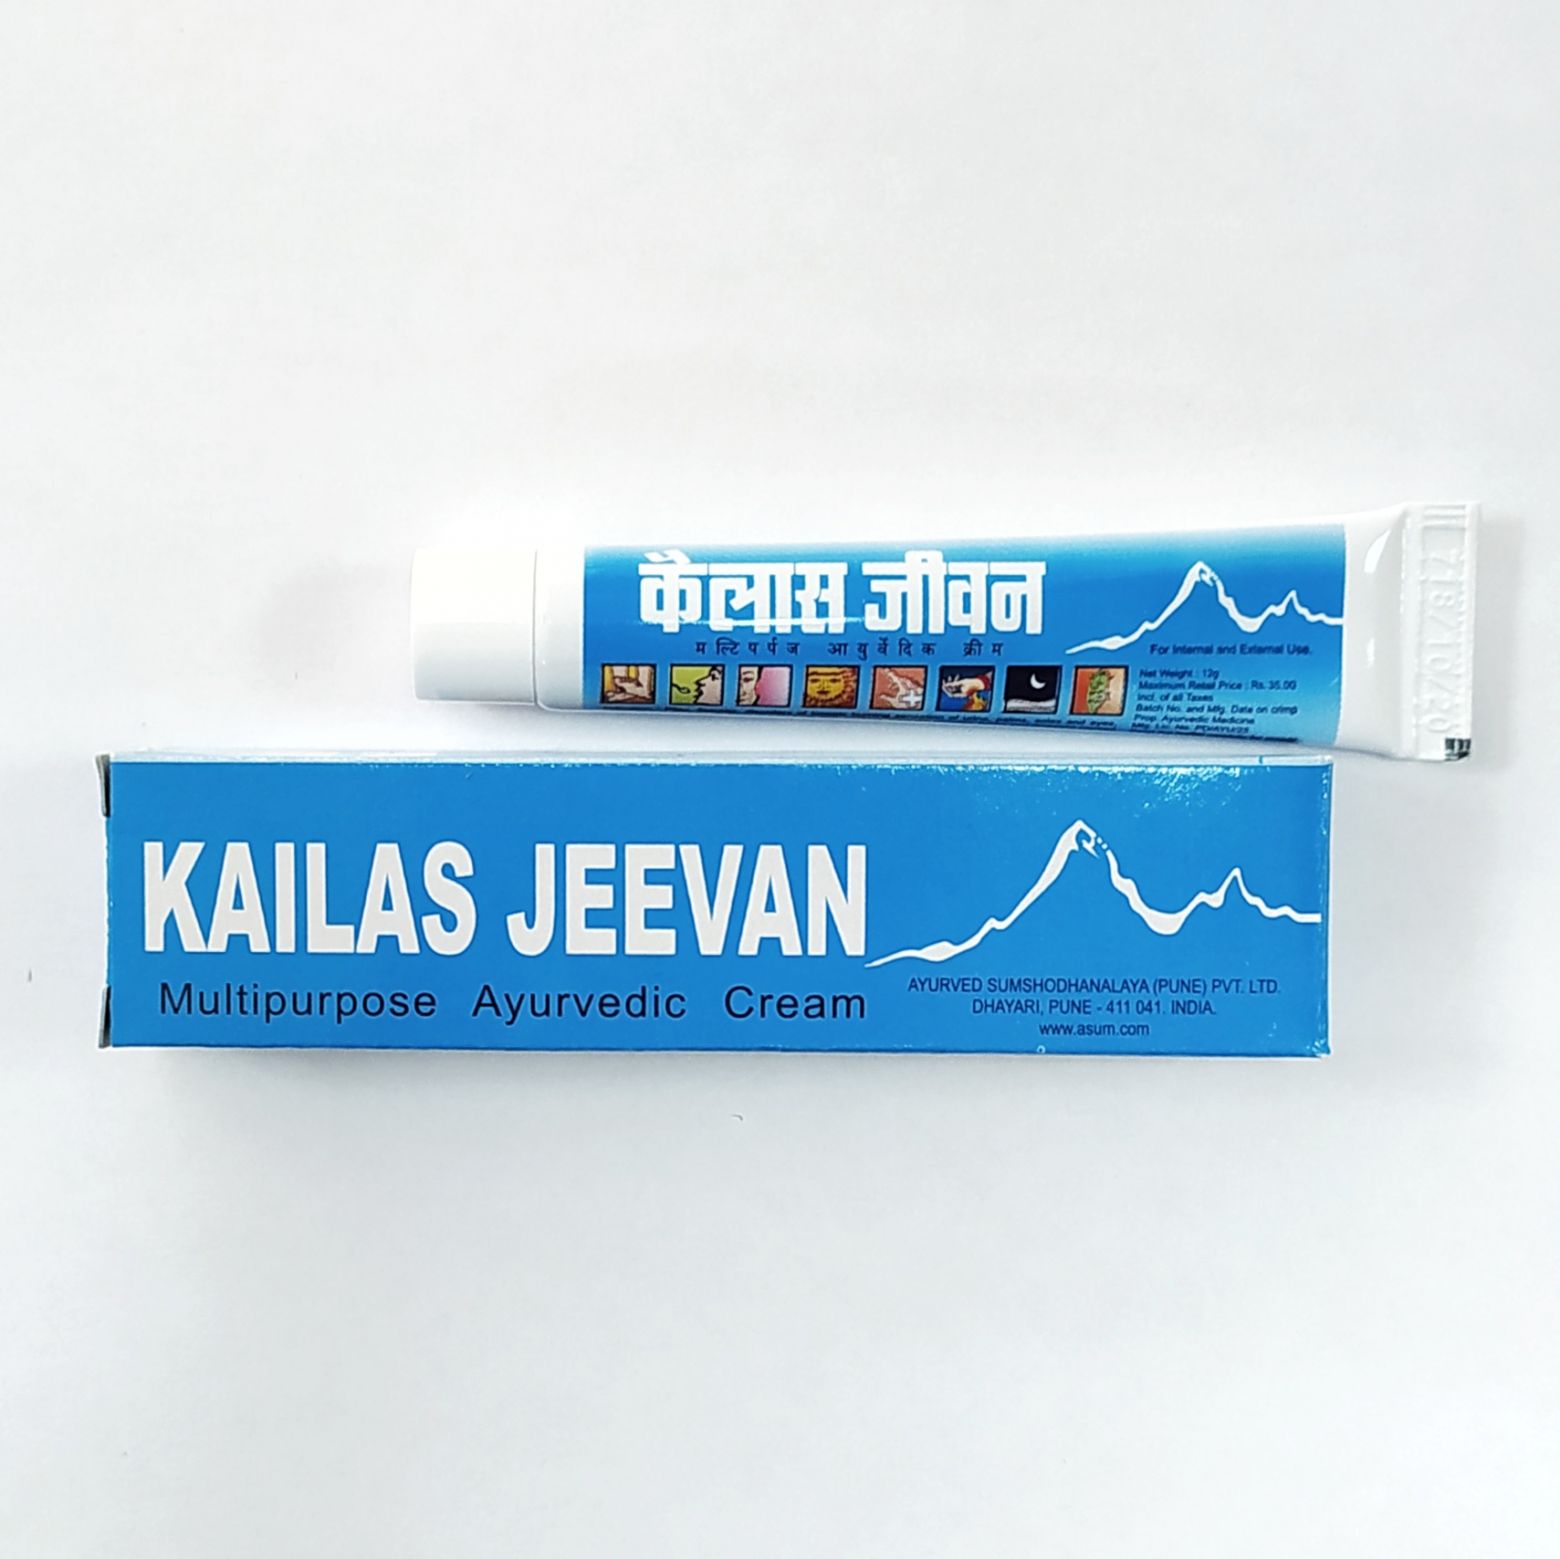 कैलास जीवन
मल्टिपर्पज आयुर्वेदिक क्रीम
For Internal and External Use.
Net Weight : 12g
Maximum Retail Price : Rs. 35.00
Incl. of all Taxes
Batch No. and Mfg. Date on crimp
Prop. Ayurvedic Medicine
KAILAS JEEVAN
Multipurpose Ayurvedic Cream
AYURVED SUMSHODHANALAYA (PUNE) PVT. LTD.
DHAYARI, PUNE - 411 041. INDIA.
www.asum.com